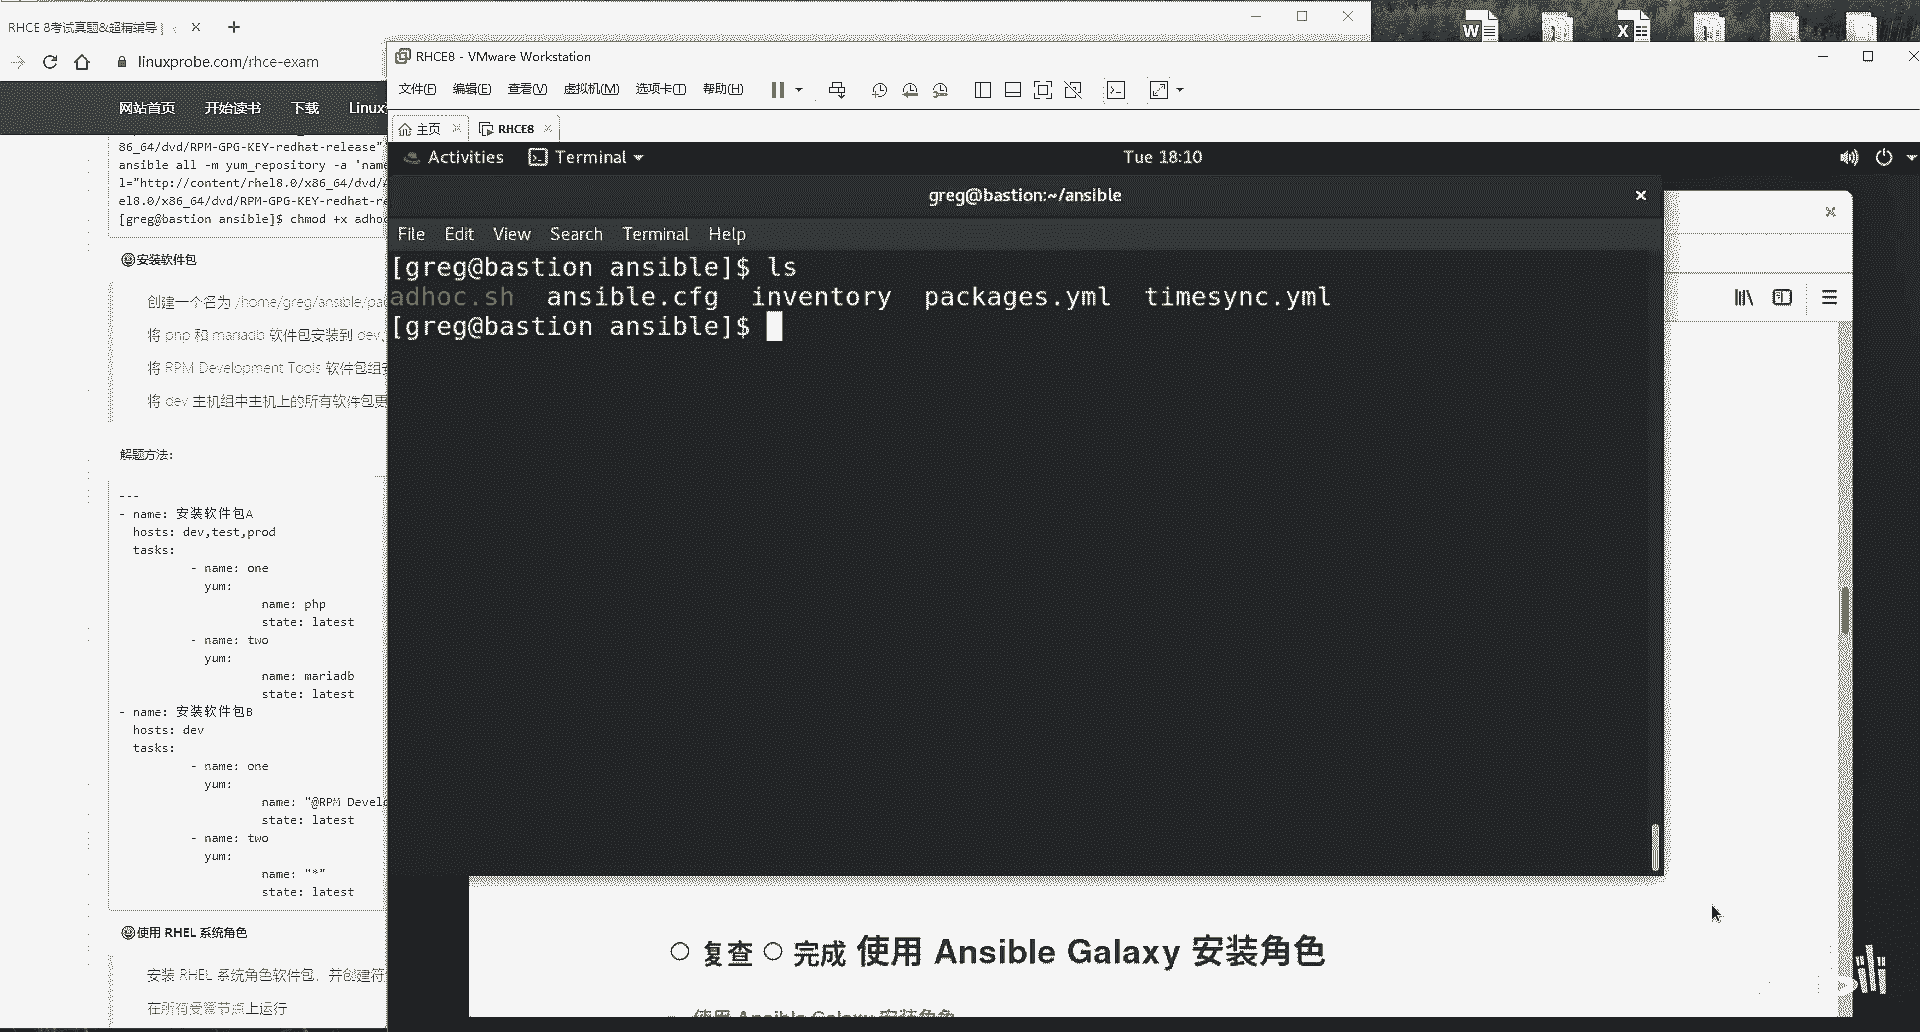 RHCE 8考试真题&超精辅导 |
linuxprobe.com/rhce-exam
网站首页 开始读书 下载 Linux
86_64/dvd/RPM-GPG-KEY-redhat-release"
ansible all -m yum_repository -a 'name
l="http://content/rhel8.0/x86_64/dvd/
el8.0/x86_64/dvd/RPM-GPG-KEY-redhat-re
[greg@bastion ansible]$ chmod +x adhoc
安装软件包
创建一个名为 /home/greg/ansible/pa
将 php 和 mariadb 软件包安装到 dev,
将 RPM Development Tools 软件包组安
将 dev 主机组中主机上的所有软件包更
解题方法:
---
- name: 安装软件包A
hosts: dev,test,prod
tasks:
- name: one
yum:
name: php
state: latest
- name: two
yum:
name: mariadb
state: latest
- name: 安装软件包B
hosts: dev
tasks:
- name: one
yum:
name: "@RPM Develo
state: latest
- name: two
yum:
name: "*"
state: latest
使用 RHEL 系统角色
安装 RHEL 系统角色软件包，并创建符
在所有受管节点上运行
RHCE8 - VMware Workstation
文件(F) 编辑(E) 查看(V) 虚拟机(M) 选项卡(T) 帮助(H)
主页 RHCE8
Activities Terminal Tue 18:10
greg@bastion:~/ansible
File Edit View Search Terminal Help
[greg@bastion ansible]$ ls
adhoc.sh ansible.cfg inventory packages.yml timesync.yml
[greg@bastion ansible]$
复查 完成 使用 Ansible Galaxy 安装角色
使用 Ansible Galaxy 安装角色